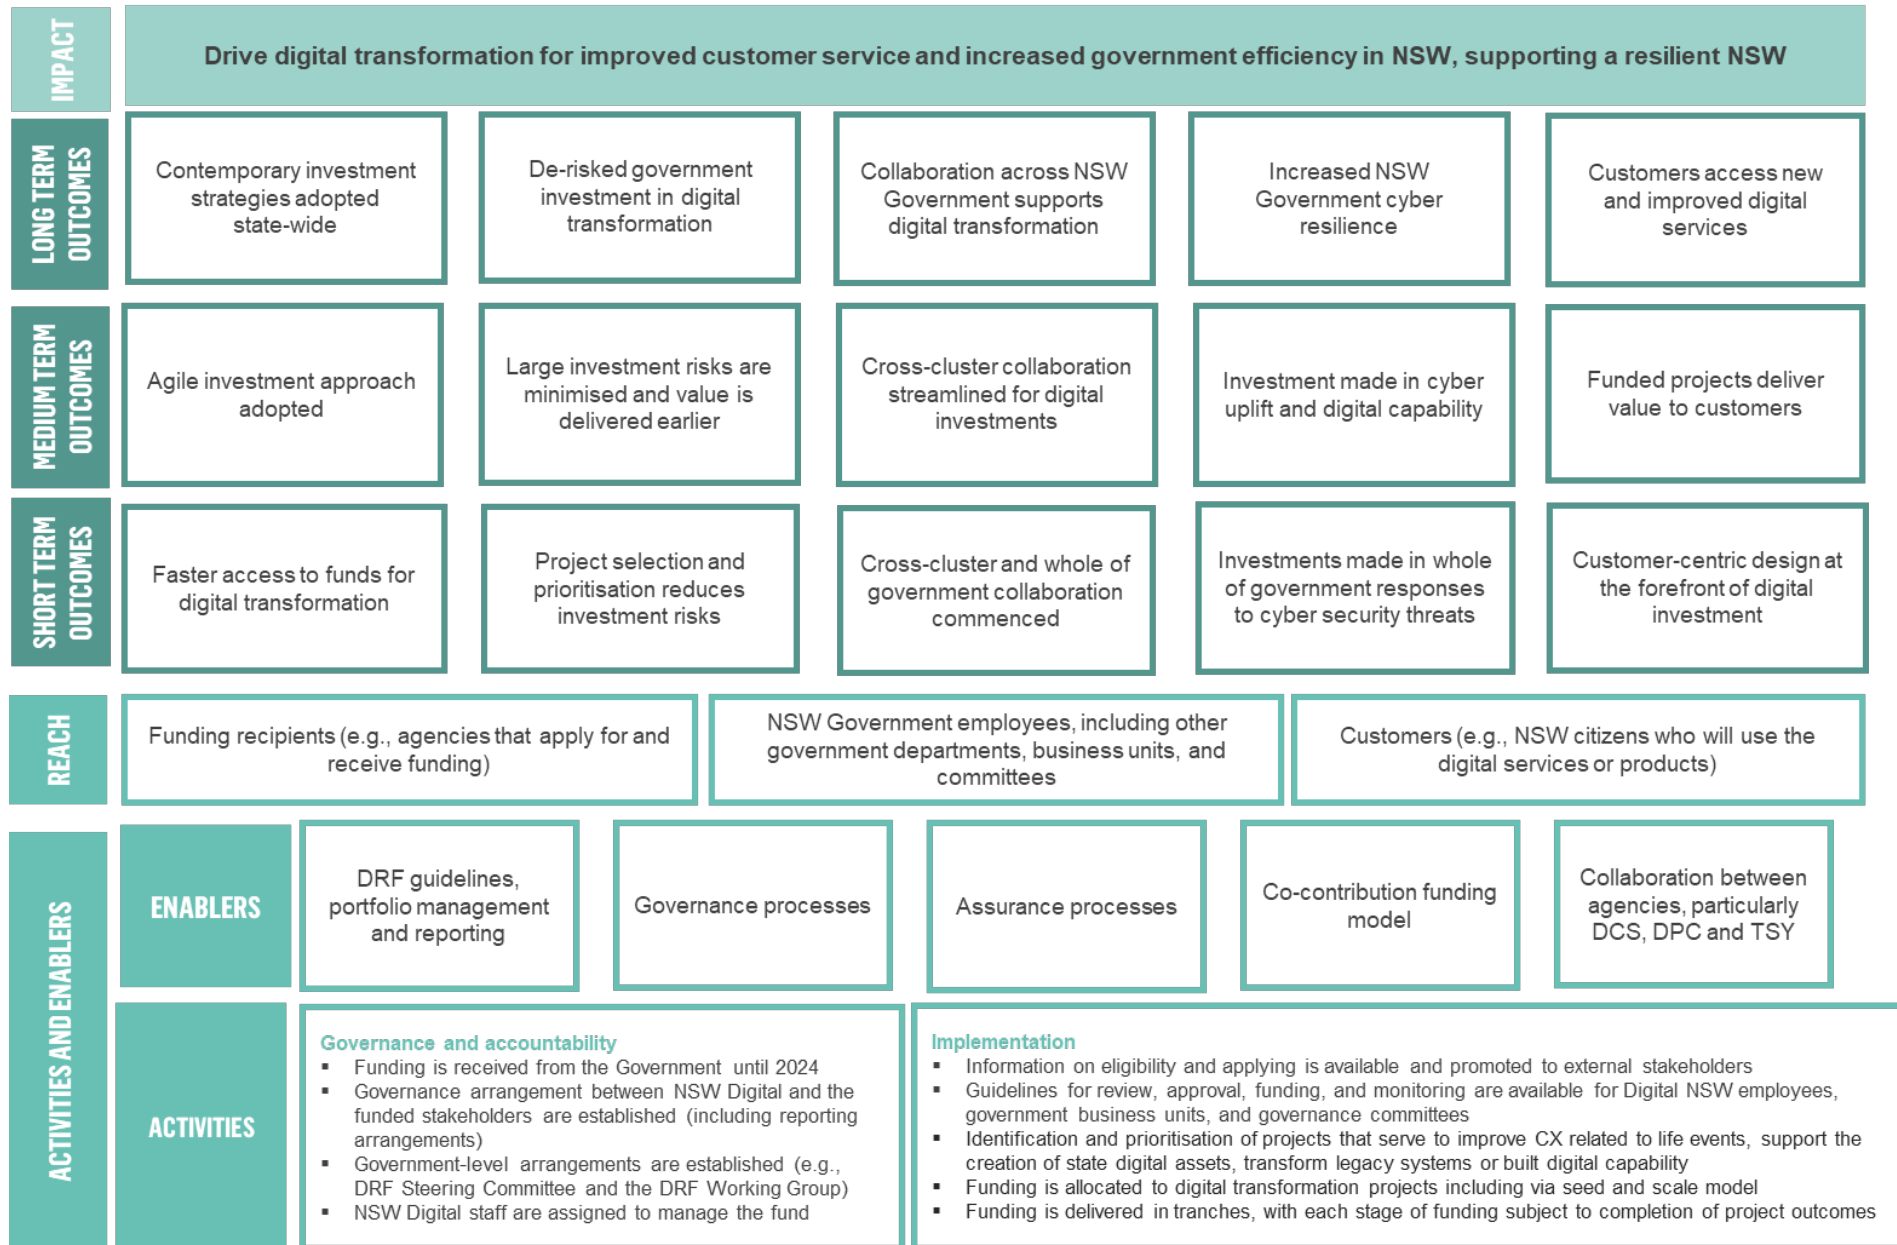 IMPACT
Drive digital transformation for improved customer service and increased government efficiency in NSW, supporting a resilient NSW
LONG TERM
OUTCOMES
Contemporary investment
strategies adopted
state-wide
De-risked government
investment in digital
transformation
Collaboration across NSW
Government supports
digital transformation
Increased NSW
Government cyber
resilience
Customers access new
and improved digital
services
MEDIUM TERM
OUTCOMES
Agile investment approach
adopted
Large investment risks are
minimised and value is
delivered earlier
Cross-cluster collaboration
streamlined for digital
investments
Investment made in cyber
uplift and digital capability
Funded projects deliver
value to customers
SHORT TERM
OUTCOMES
Faster access to funds for
digital transformation
Project selection and
prioritisation reduces
investment risks
Cross-cluster and whole of
government collaboration
commenced
Investments made in whole
of government responses
to cyber security threats
Customer-centric design at
the forefront of digital
investment
REACH
Funding recipients (e.g., agencies that apply for and
receive funding)
NSW Government employees, including other
government departments, business units, and
committees
Customers (e.g., NSW citizens who will use the
digital services or products)
ACTIVITIES AND ENABLERS
ENABLERS
DRF guidelines,
portfolio management
and reporting
Governance processes
Assurance processes
Co-contribution funding
model
Collaboration between
agencies, particularly
DCS, DPC and TSY
ACTIVITIES
Governance and accountability
▪ Funding is received from the Government until 2024
▪ Governance arrangement between NSW Digital and the
funded stakeholders are established (including reporting
arrangements)
▪ Government-level arrangements are established (e.g.,
DRF Steering Committee and the DRF Working Group)
▪ NSW Digital staff are assigned to manage the fund
Implementation
▪ Information on eligibility and applying is available and promoted to external stakeholders
▪ Guidelines for review, approval, funding, and monitoring are available for Digital NSW employees,
government business units, and governance committees
▪ Identification and prioritisation of projects that serve to improve CX related to life events, support the
creation of state digital assets, transform legacy systems or built digital capability
▪ Funding is allocated to digital transformation projects including via seed and scale model
▪ Funding is delivered in tranches, with each stage of funding subject to completion of project outcomes